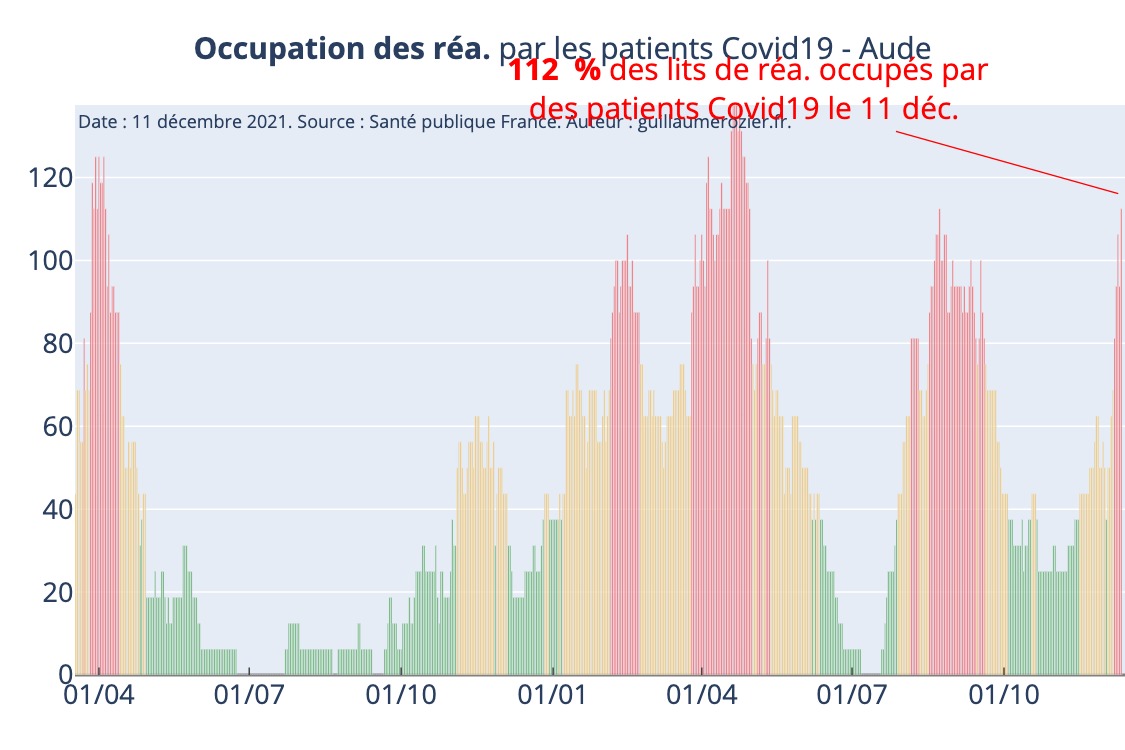 Occupation des réa. par les patients Covid19 - Aude
112 % des lits de réa. occupés par
des patients Covid19 le 11 déc.
Date : 11 décembre 2021. Source : Santé publique France. Auteur : guillaumerozier.fr.
120
100
80
60
40
20
0
01/04 01/07 01/10 01/01 01/04 01/07 01/10